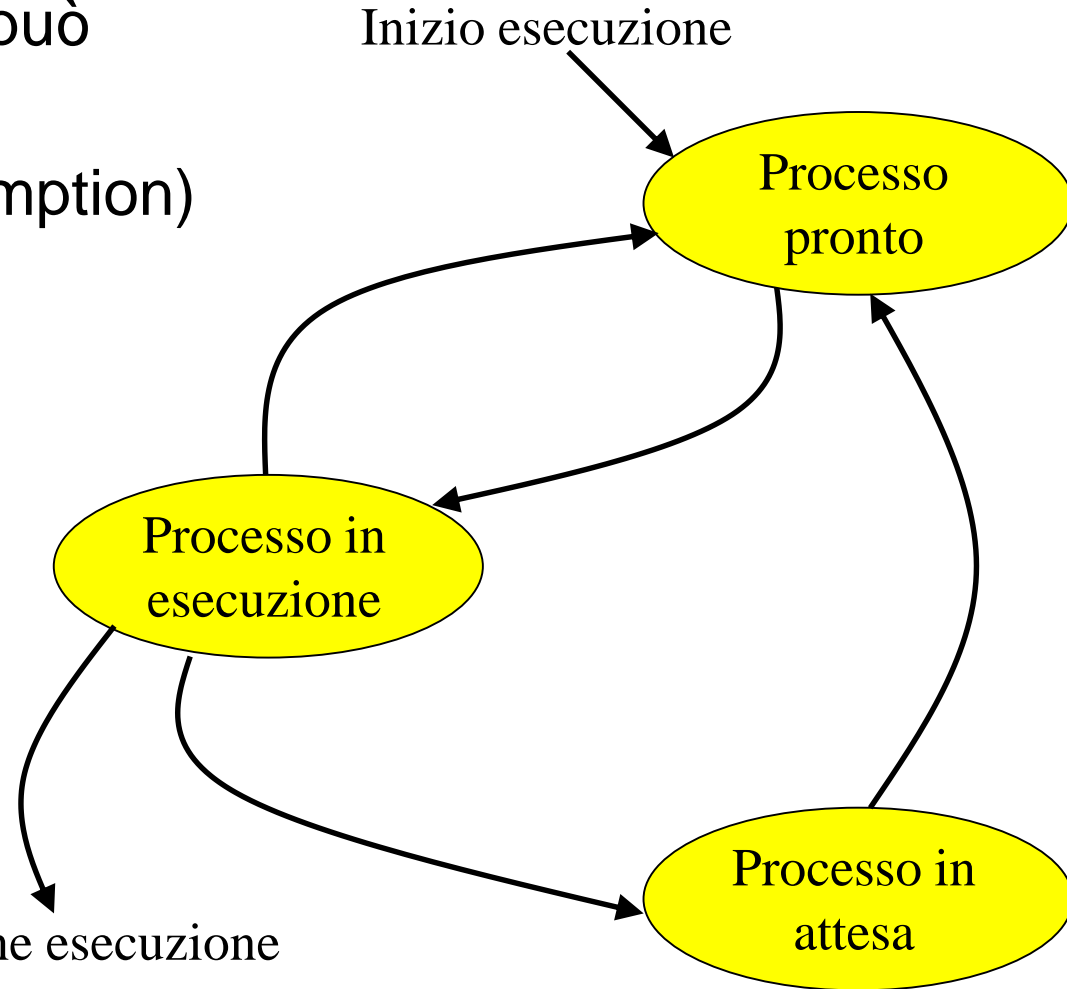 può
Inizio esecuzione
mption)
Processo
pronto
Processo in
esecuzione
Processo in
attesa
ne esecuzione